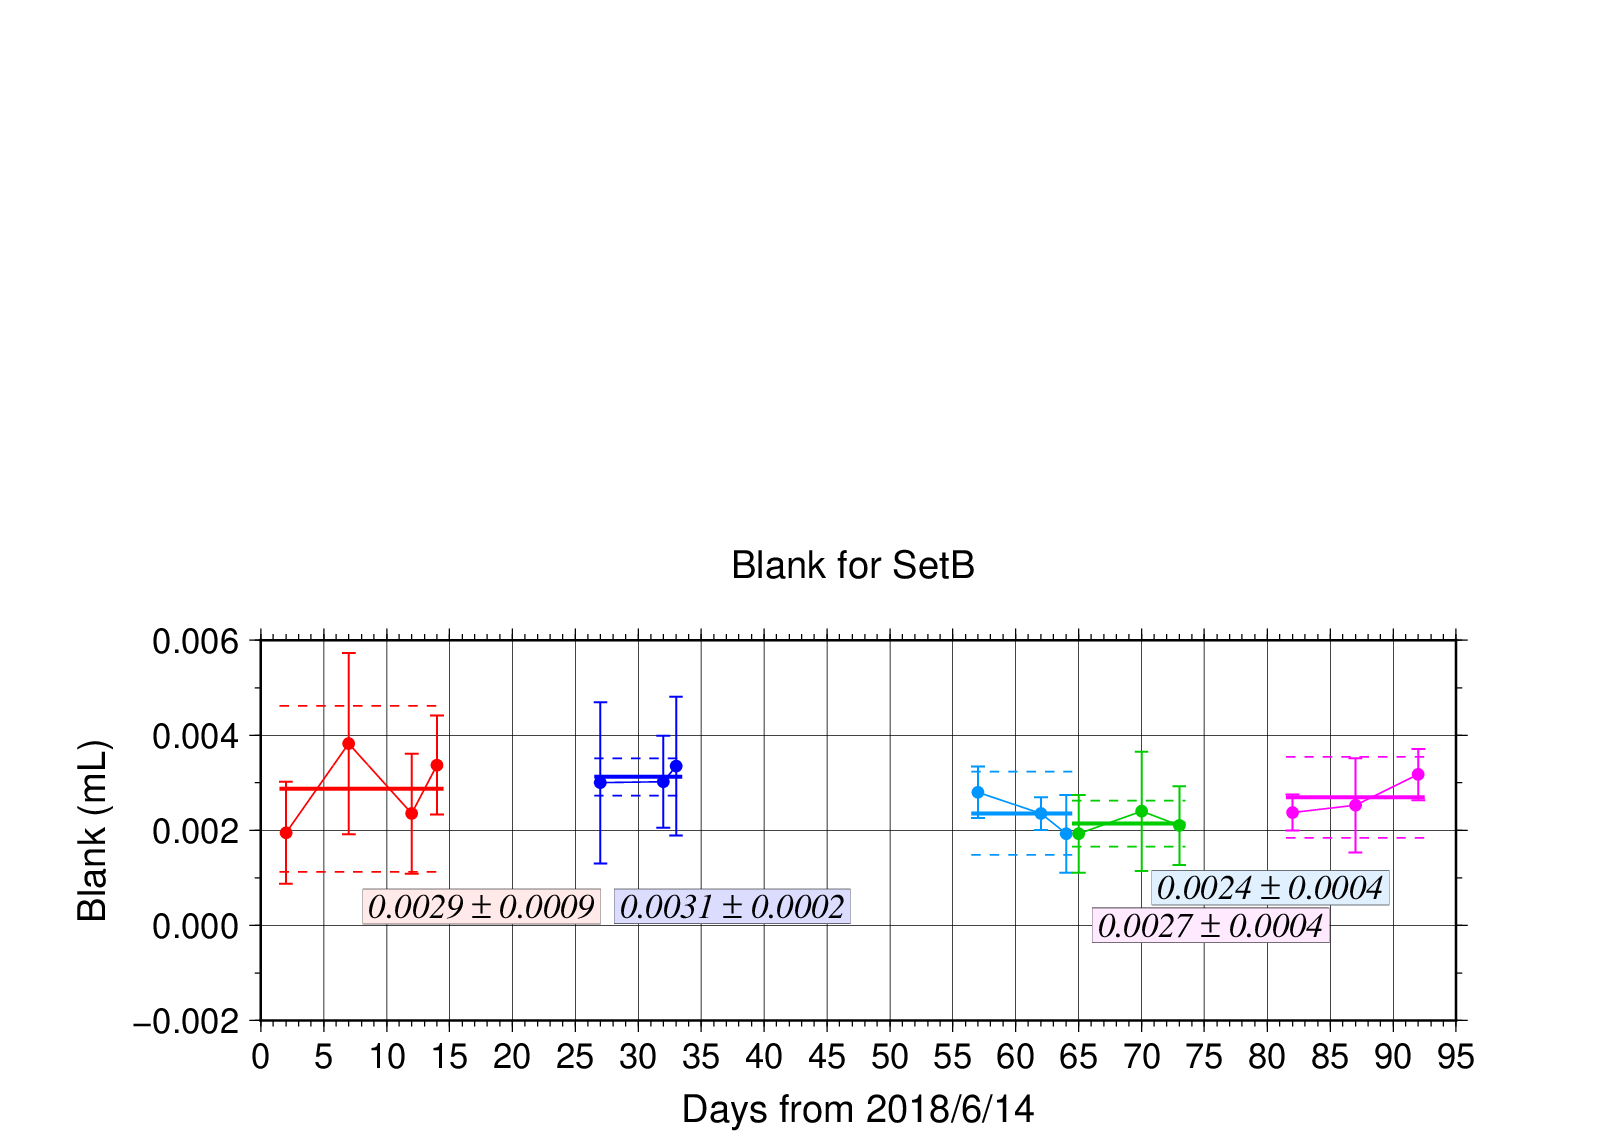 Blank for SetB
0.006
0.004
0.002
0.000
−0.002
Blank (mL)
0.0029 ± 0.0009
0.0031 ± 0.0002
0.0024 ± 0.0004
0.0027 ± 0.0004
0 5 10 15 20 25 30 35 40 45 50 55 60 65 70 75 80 85 90 95
Days from 2018/6/14